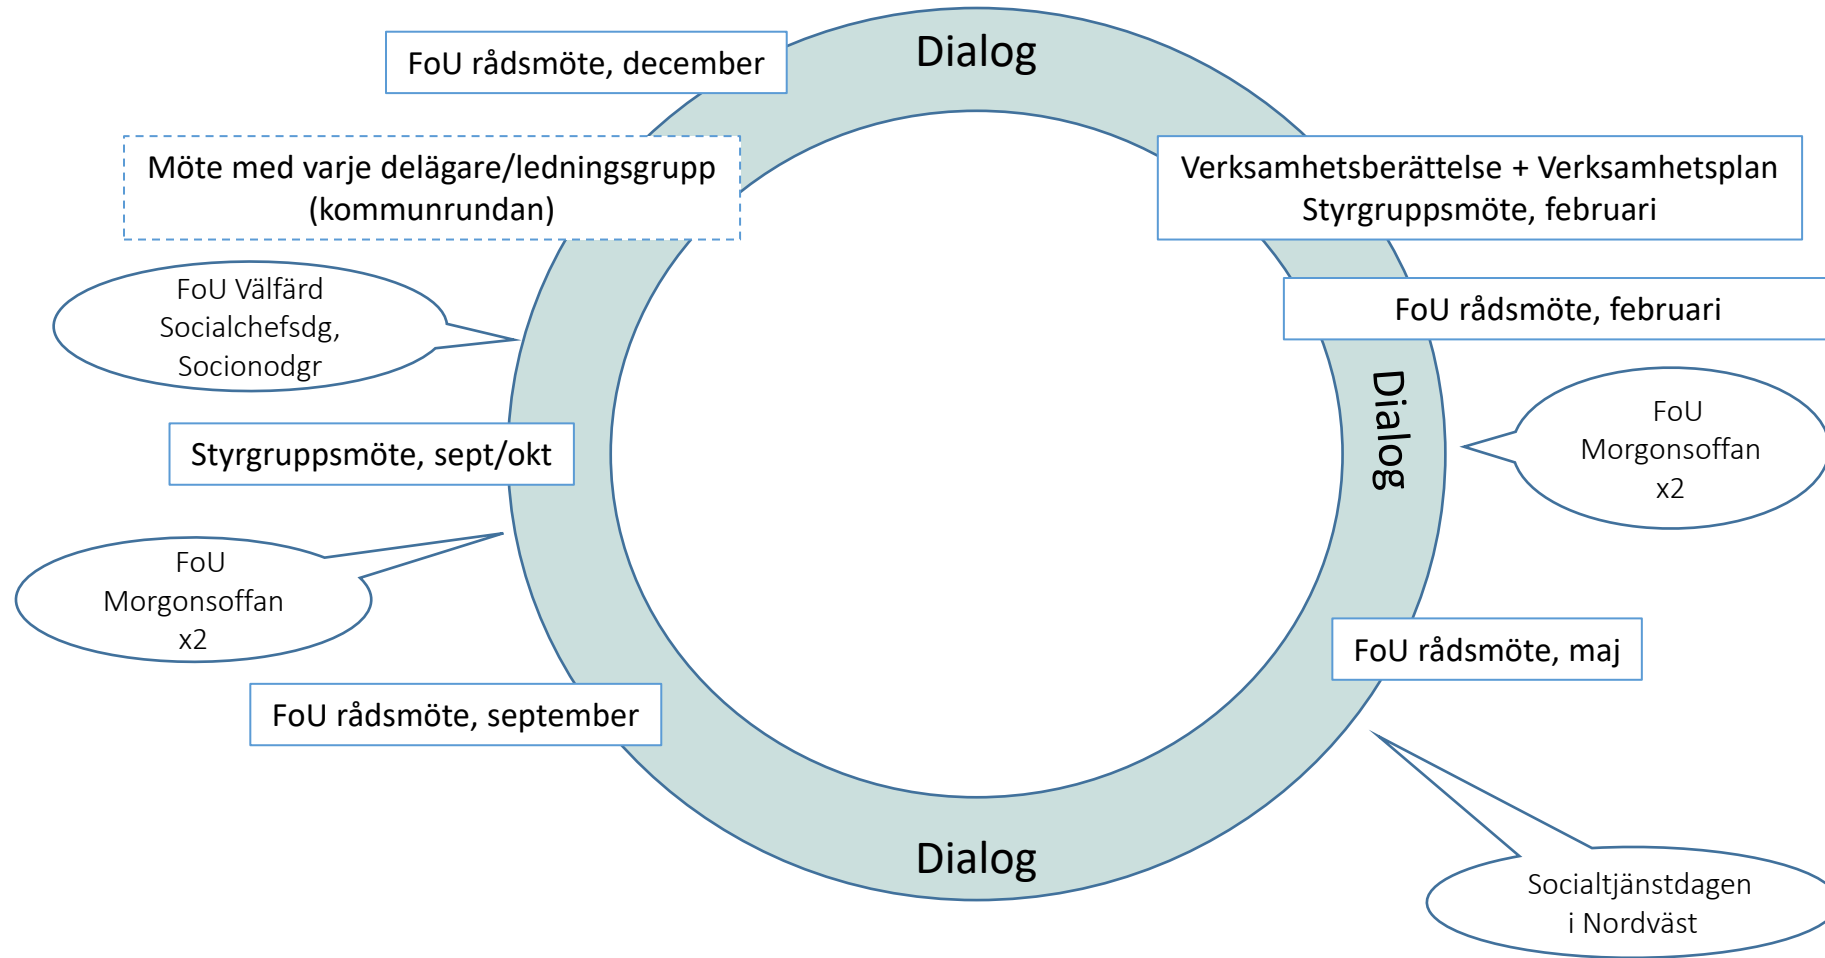 Dialog
FoU rådsmöte, december
Möte med varje delägare/ledningsgrupp
(kommunrundan)
Verksamhetsberättelse + Verksamhetsplan
Styrgruppsmöte, februari
FoU Välfärd
Socialchefsdg,
Socionodgr
FoU rådsmöte, februari
Dialog
FoU
Morgonsoffan
x2
Styrgruppsmöte, sept/okt
FoU
Morgonsoffan
x2
FoU rådsmöte, maj
FoU rådsmöte, september
Dialog
Socialtjänstdagen
i Nordväst